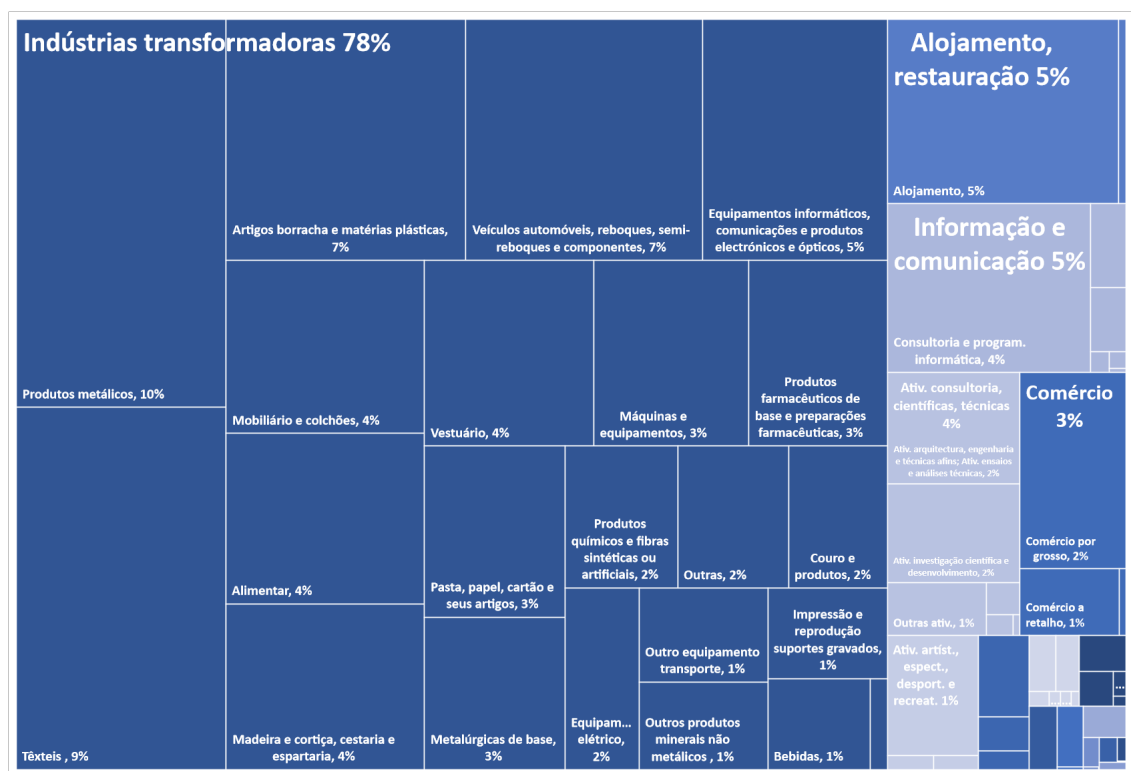 Indústrias transformadoras 78%
Produtos metálicos, 10%
Têxteis , 9%
Artigos borracha e matérias plásticas,
7%
Veículos automóveis, reboques, semi-
reboques e componentes, 7%
Equipamentos informáticos,
comunicações e produtos
electrónicos e ópticos, 5%
Mobiliário e colchões, 4%
Vestuário, 4%
Máquinas e
equipamentos, 3%
Produtos
farmacêuticos de
base e preparações
farmacêuticas, 3%
Alimentar, 4%
Pasta, papel, cartão e
seus artigos, 3%
Produtos
químicos e fibras
sintéticas ou
artificiais, 2%
Outras, 2%
Couro e
produtos, 2%
Madeira e cortiça, cestaria e
espartaria, 4%
Metalúrgicas de base,
3%
Equipam...
elétrico,
2%
Outro equipamento
transporte, 1%
Outros produtos
minerais não
metálicos , 1%
Impressão e
reprodução
suportes gravados,
1%
Bebidas, 1%
Alojamento,
restauração 5%
Alojamento, 5%
Informação e
comunicação 5%
Consultoria e program.
informática, 4%
Ativ. consultoria,
científicas, técnicas
4%
Ativ. arquitectura, engenharia
e técnicas afins; Ativ. ensaios
e análises técnicas, 2%
Ativ. investigação científica e
desenvolvimento, 2%
Outras ativ., 1%
Comércio
3%
Comércio por
grosso, 2%
Comércio a
retalho, 1%
Ativ. artíst.,
espect.,
desport. e
recreat. 1%
...
... ...